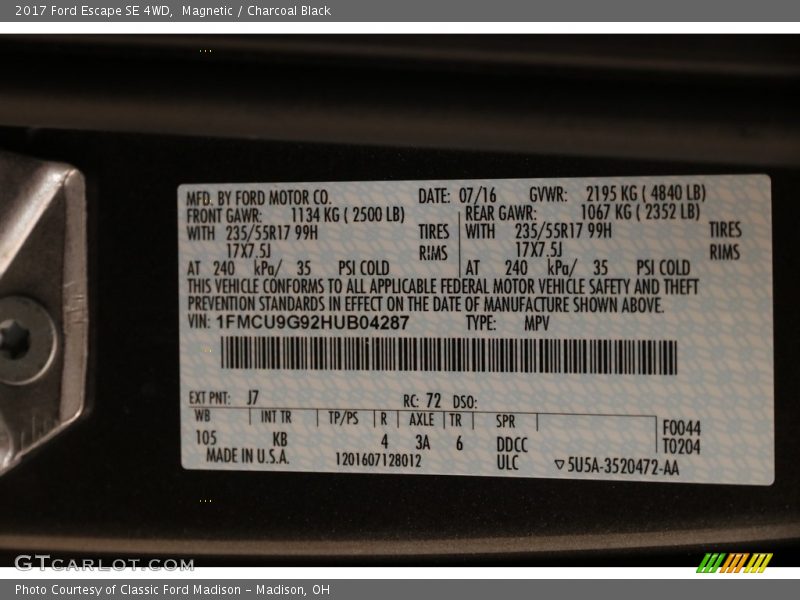 2017 Ford Escape SE 4WD,  Magnetic / Charcoal Black
MFD. BY FORD MOTOR CO. DATE: 07/16 GVWR: 2195 KG ( 4840 LB)
FRONT GAWR: 1134 KG ( 2500 LB) REAR GAWR: 1067 KG ( 2352 LB)
WITH 235/55R17 99H TIRES WITH 235/55R17 99H TIRES
17X7.5J RIMS 17X7.5J RIMS
AT 240 kPa/ 35 PSI COLD AT 240 kPa/ 35 PSI COLD
THIS VEHICLE CONFORMS TO ALL APPLICABLE FEDERAL MOTOR VEHICLE SAFETY AND THEFT
PREVENTION STANDARDS IN EFFECT ON THE DATE OF MANUFACTURE SHOWN ABOVE.
VIN: 1FMCU9G92HUB04287 TYPE: MPV
EXT PNT: J7 RC: 72 DSO:
WB INT TR TP/PS R AXLE TR SPR F0044
105 KB 4 3A 6 DDCC T0204
MADE IN U.S.A. 1201607128012 ULC ▽5U5A-3520472-AA
GTcarlot.com
Photo Courtesy of Classic Ford Madison - Madison, OH